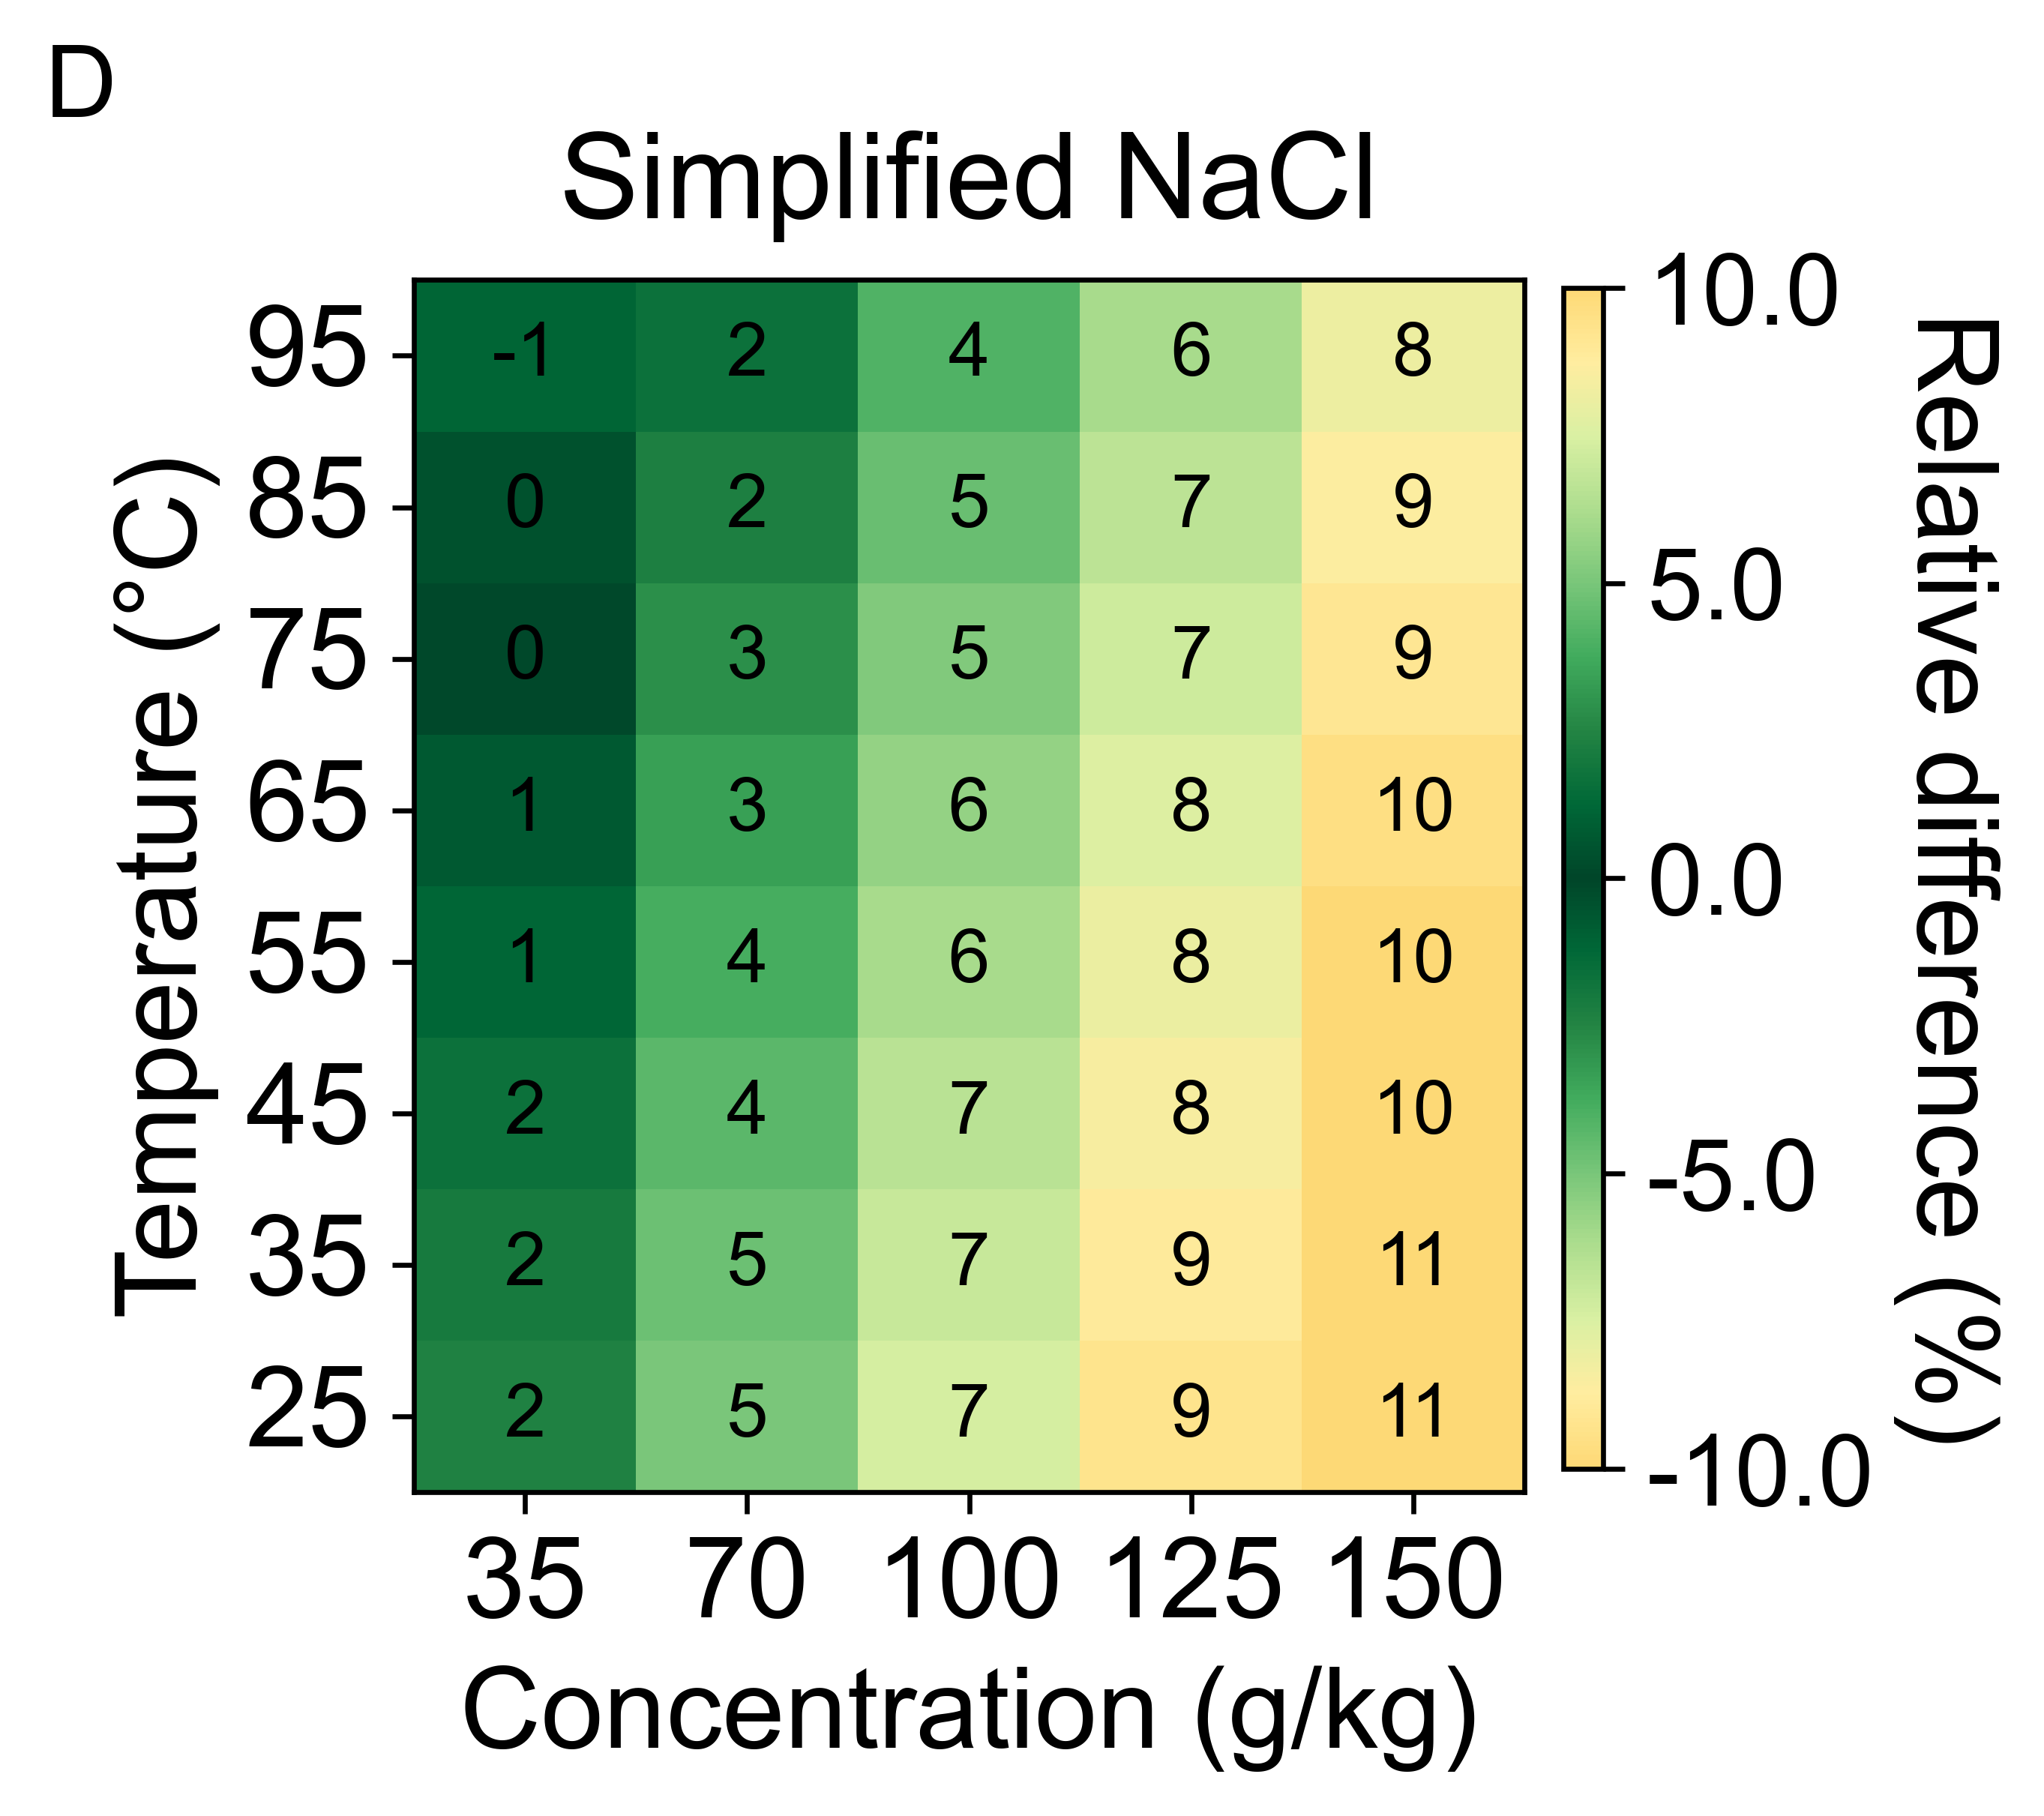 D
Simplified NaCl
Temperature (°C)
95 -1 2 4 6 8
85 0 2 5 7 9
75 0 3 5 7 9
65 1 3 6 8 10
55 1 4 6 8 10
45 2 4 7 8 10
35 2 5 7 9 11
25 2 5 7 9 11
35 70 100 125 150
Concentration (g/kg)
10.0
5.0
0.0
-5.0
-10.0
Relative difference (%)